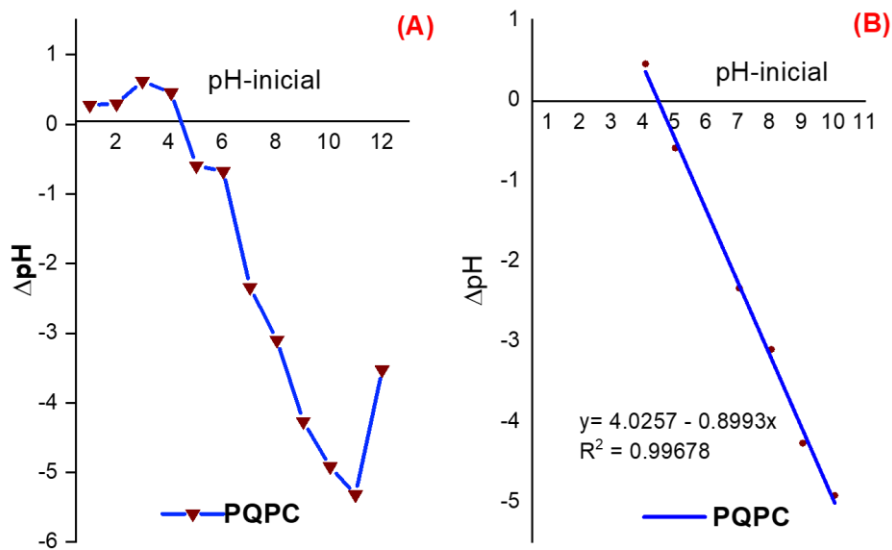 (A)
pH-inicial
1
0
-1
-2
-3
-4
-5
-6
2
4
6
8
10
12
ΔpH
PQPC
(B)
pH-inicial
1
0
-1
-2
-3
-4
-5
1 2 3 4 5 6 7 8 9 10 11
ΔpH
y= 4.0257 - 0.8993x
R² = 0.99678
PQPC